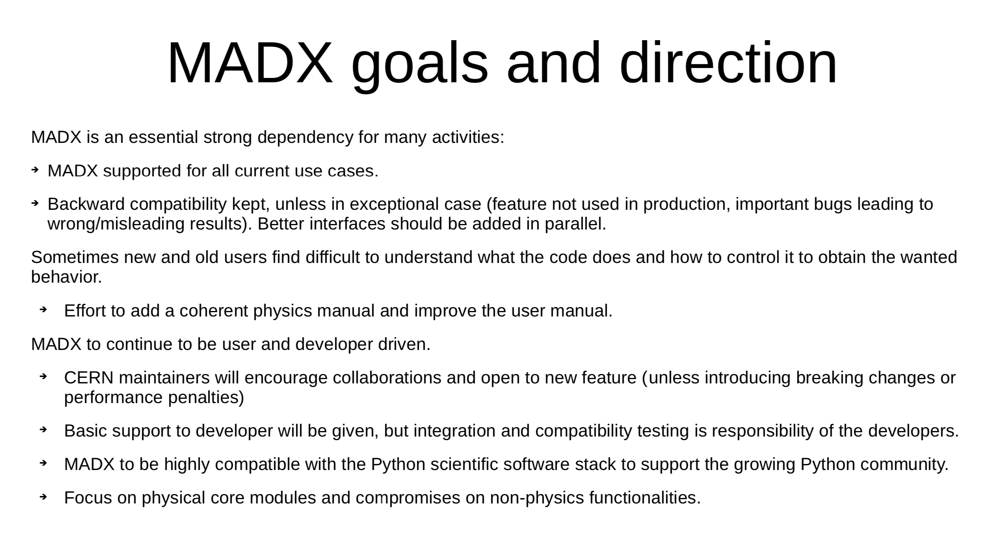 MADX goals and direction
MADX is an essential strong dependency for many activities:
➔ MADX supported for all current use cases.
➔ Backward compatibility kept, unless in exceptional case (feature not used in production, important bugs leading to
wrong/misleading results). Better interfaces should be added in parallel.
Sometimes new and old users find difficult to understand what the code does and how to control it to obtain the wanted
behavior.
➔ Effort to add a coherent physics manual and improve the user manual.
MADX to continue to be user and developer driven.
➔ CERN maintainers will encourage collaborations and open to new feature (unless introducing breaking changes or
performance penalties)
➔ Basic support to developer will be given, but integration and compatibility testing is responsibility of the developers.
➔ MADX to be highly compatible with the Python scientific software stack to support the growing Python community.
➔ Focus on physical core modules and compromises on non-physics functionalities.